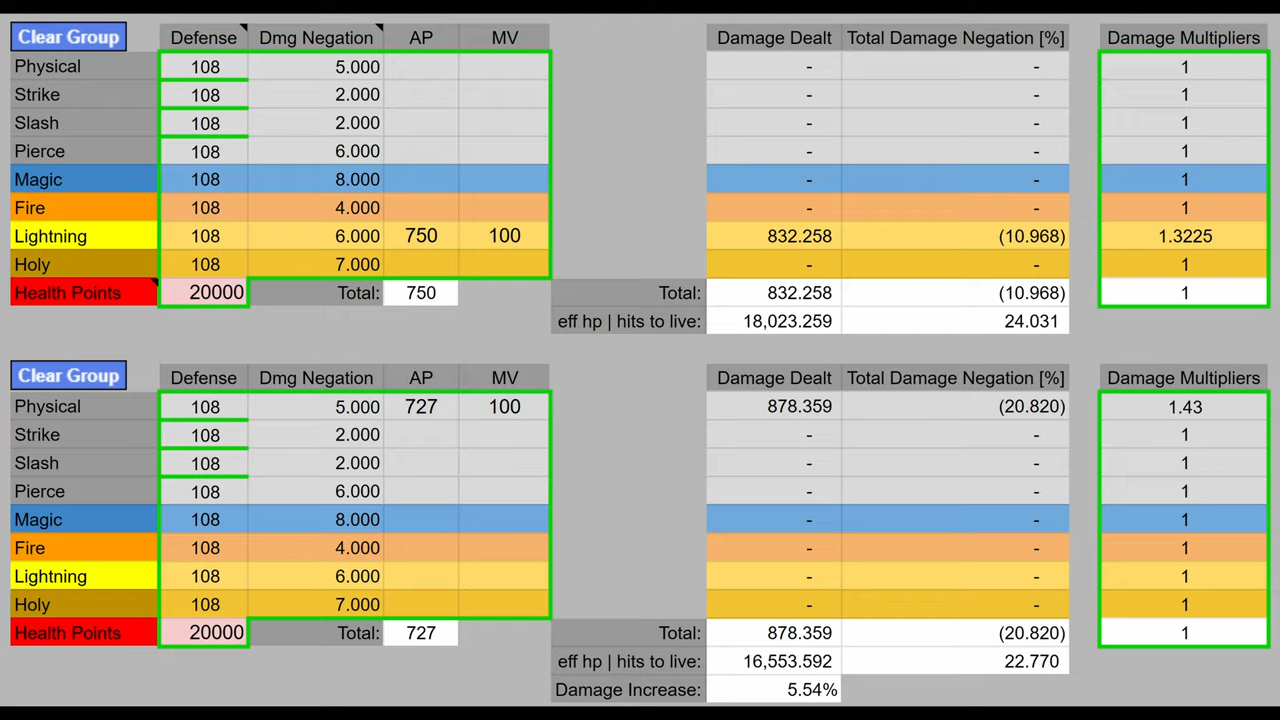 Clear Group Defense Dmg Negation AP MV Damage Dealt Total Damage Negation [%] Damage Multipliers
Physical 108 5.000 - - 1
Strike 108 2.000 - - 1
Slash 108 2.000 - - 1
Pierce 108 6.000 - - 1
Magic 108 8.000 - - 1
Fire 108 4.000 - - 1
Lightning 108 6.000 750 100 832.258 (10.968) 1.3225
Holy 108 7.000 - - 1
Health Points 20000 Total: 750 Total: 832.258 (10.968) 1
eff hp | hits to live: 18,023.259 24.031
Clear Group Defense Dmg Negation AP MV Damage Dealt Total Damage Negation [%] Damage Multipliers
Physical 108 5.000 727 100 878.359 (20.820) 1.43
Strike 108 2.000 - - 1
Slash 108 2.000 - - 1
Pierce 108 6.000 - - 1
Magic 108 8.000 - - 1
Fire 108 4.000 - - 1
Lightning 108 6.000 - - 1
Holy 108 7.000 - - 1
Health Points 20000 Total: 727 Total: 878.359 (20.820) 1
eff hp | hits to live: 16,553.592 22.770
Damage Increase: 5.54%